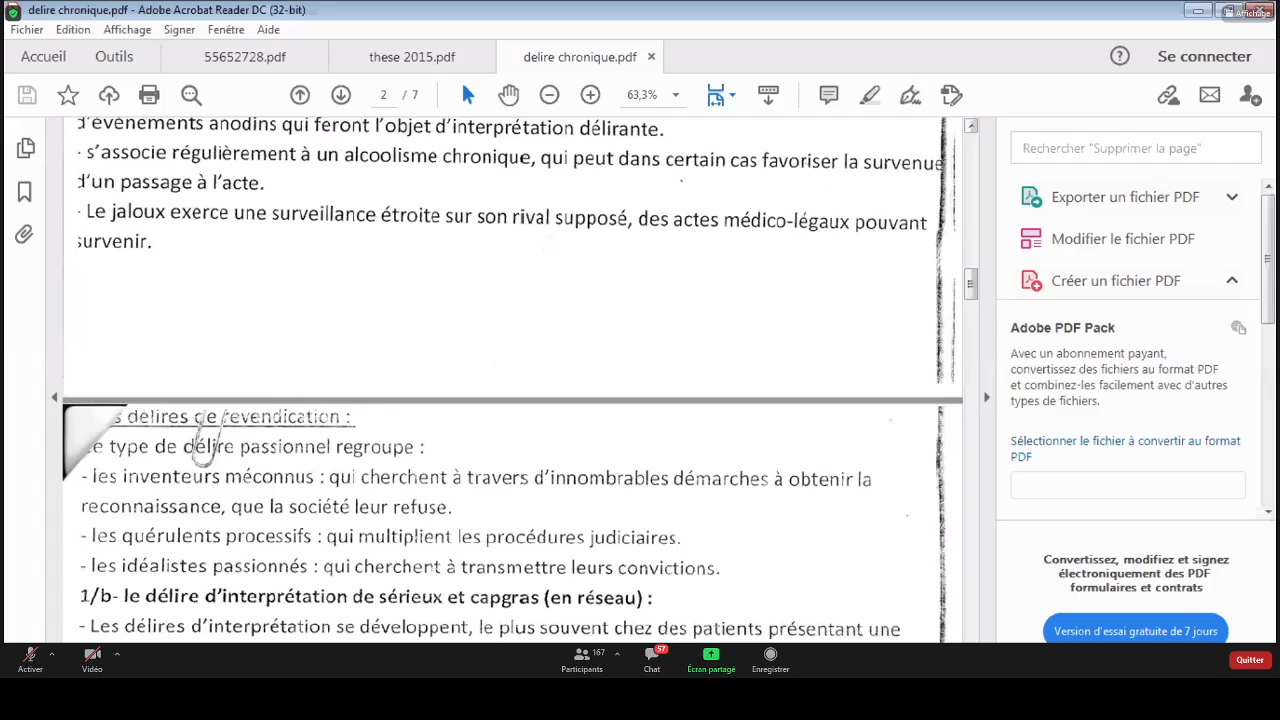 delire chronique.pdf - Adobe Acrobat Reader DC (32-bit)
Affichage
Fichier Edition Affichage Signer Fenêtre Aide
Accueil Outils 55652728.pdf these 2015.pdf delire chronique.pdf × Se connecter
2 / 7 63,3%
d'évènements anodins qui feront l'objet d'interprétation délirante.
- s'associe régulièrement à un alcoolisme chronique, qui peut dans certain cas favoriser la survenue
d'un passage à l'acte.
- Le jaloux exerce une surveillance étroite sur son rival supposé, des actes médico-légaux pouvant
survenir.
délires de revendication :
type de délire passionnel regroupe :
- les inventeurs méconnus : qui cherchent à travers d'innombrables démarches à obtenir la
reconnaissance, que la société leur refuse.
- les quérulents processifs : qui multiplient les procédures judiciaires.
- les idéalistes passionnés : qui cherchent à transmettre leurs convictions.
1/b- le délire d'interprétation de sérieux et capgras (en réseau) :
- Les délires d'interprétation se développent, le plus souvent chez des patients présentant une
Rechercher "Supprimer la page"
Exporter un fichier PDF
Modifier le fichier PDF
Créer un fichier PDF
Adobe PDF Pack
Avec un abonnement payant,
convertissez des fichiers au format PDF
et combinez-les facilement avec d'autres
types de fichiers.
Sélectionner le fichier à convertir au format
PDF
Convertissez, modifiez et signez
électroniquement des PDF
formulaires et contrats
Version d'essai gratuite de 7 jours
Activer Vidéo Participants 167 Chat 57 Écran partagé Enregistrer Quitter